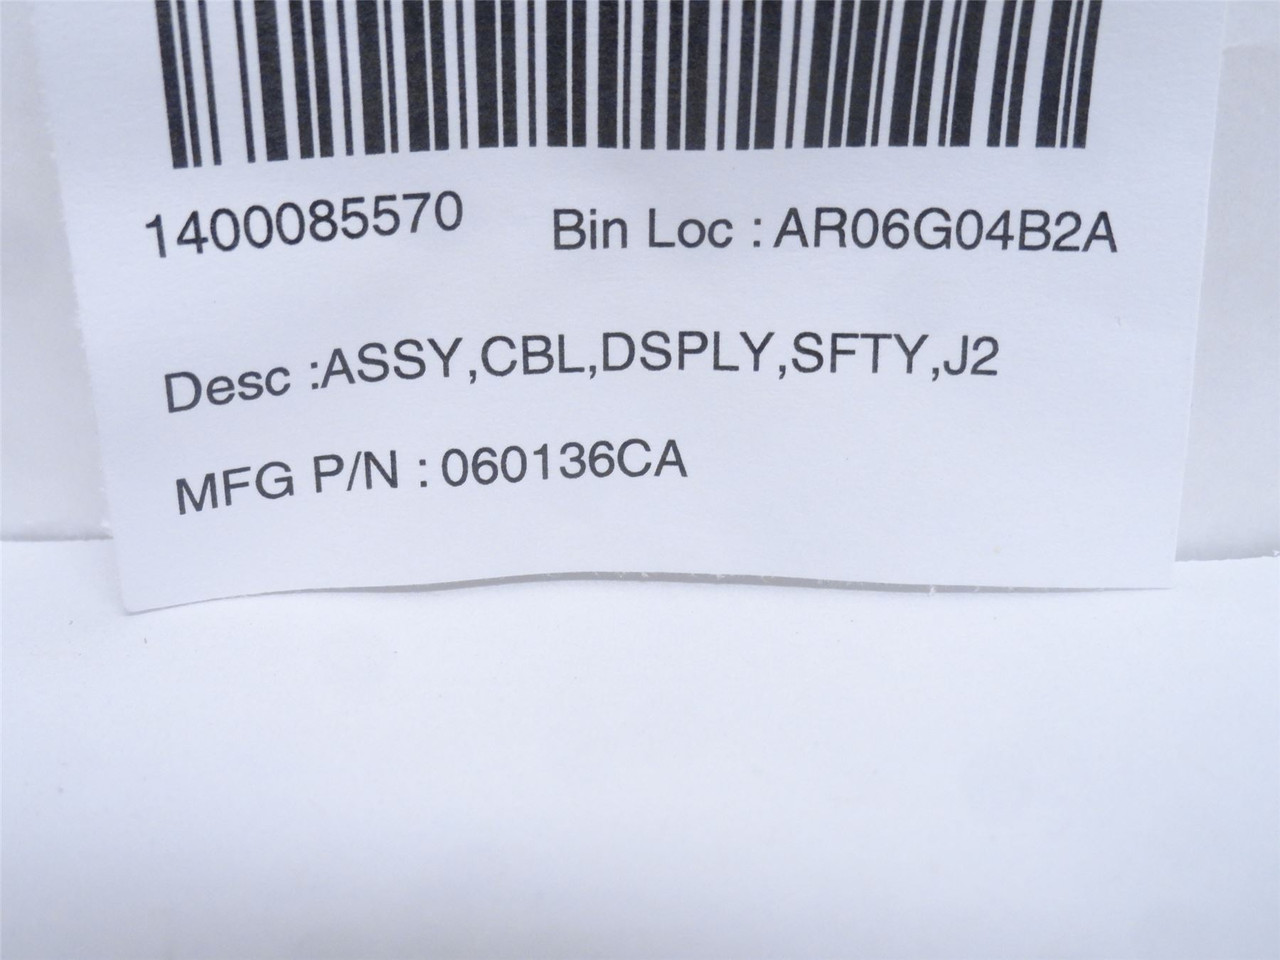 1400085570 Bin Loc : AR06G04B2A
Desc :ASSY,CBL,DSPLY,SFTY,J2
MFG P/N : 060136CA